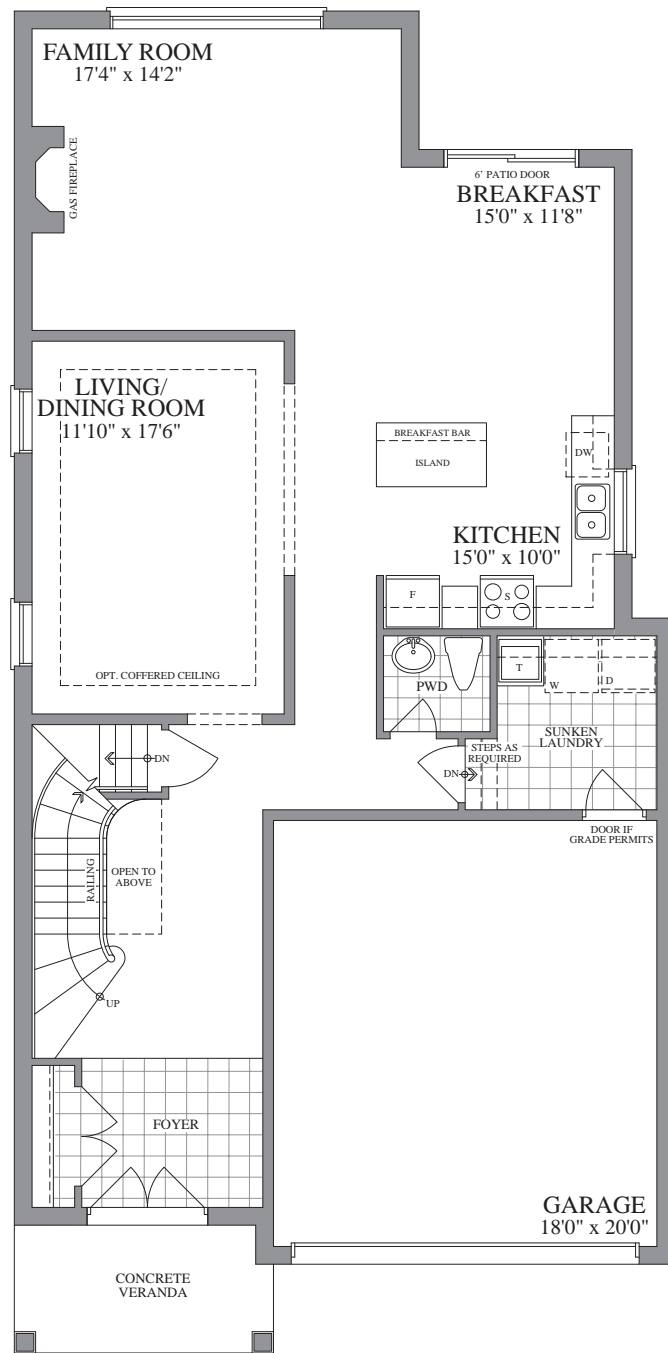 FAMILY ROOM
17'4" x 14'2"
GAS FIREPLACE
6' PATIO DOOR
BREAKFAST
15'0" x 11'8"
LIVING/
DINING ROOM
11'10" x 17'6"
OPT. COFFERED CEILING
BREAKFAST BAR
ISLAND
DW
KITCHEN
15'0" x 10'0"
F
S
PWD
T
W
D
SUNKEN
LAUNDRY
STEPS AS
REQUIRED
DN
DN
DOOR IF
GRADE PERMITS
RAILING
OPEN TO
ABOVE
UP
FOYER
GARAGE
18'0" x 20'0"
CONCRETE
VERANDA